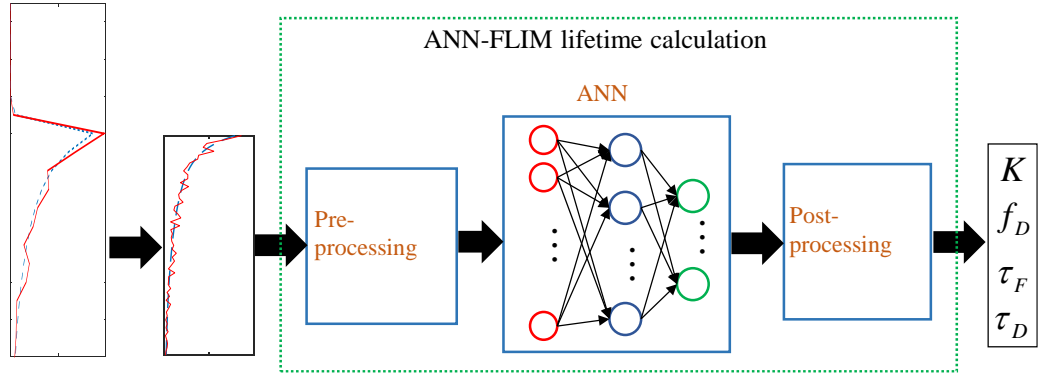 ANN-FLIM lifetime calculation
ANN
Pre-
processing
Post-
processing
K
f_D
τ_F
τ_D